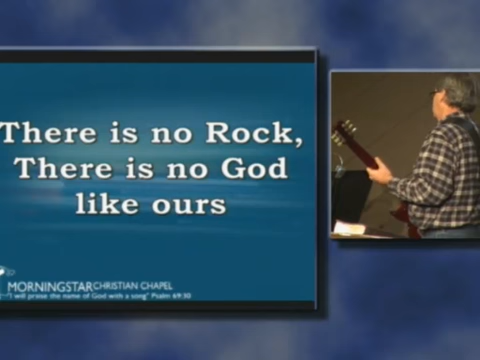 There is no Rock,
There is no God
like ours
MORNINGSTAR CHRISTIAN CHAPEL
"I will praise the name of God with a song" Psalm 69:30